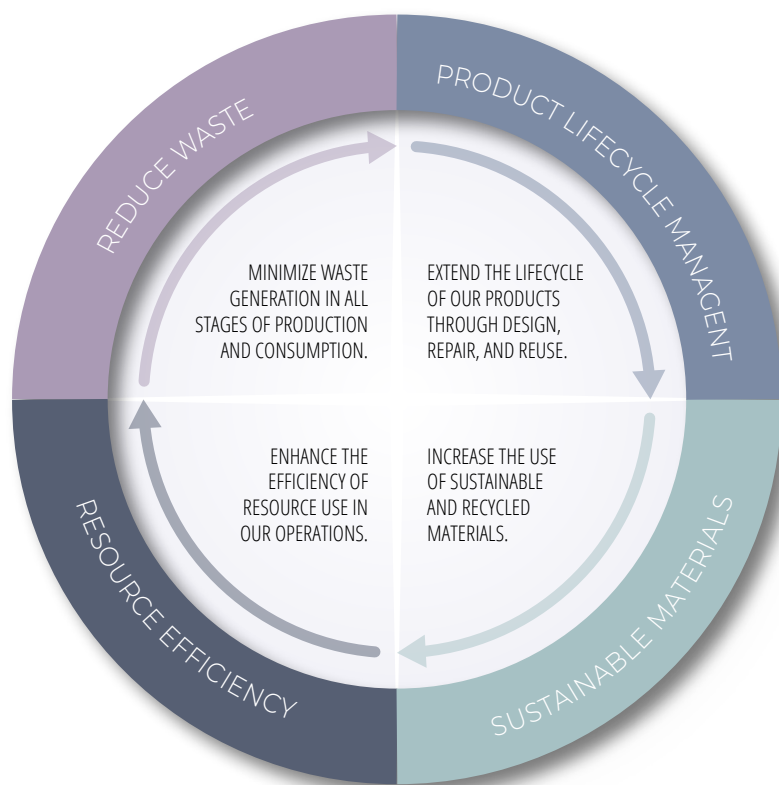 REDUCE WASTE
MINIMIZE WASTE
GENERATION IN ALL
STAGES OF PRODUCTION
AND CONSUMPTION.
PRODUCT LIFECYCLE MANAGENT
EXTEND THE LIFECYCLE
OF OUR PRODUCTS
THROUGH DESIGN,
REPAIR, AND REUSE.
RESOURCE EFFICIENCY
ENHANCE THE
EFFICIENCY OF
RESOURCE USE IN
OUR OPERATIONS.
SUSTAINABLE MATERIALS
INCREASE THE USE
OF SUSTAINABLE
AND RECYCLED
MATERIALS.